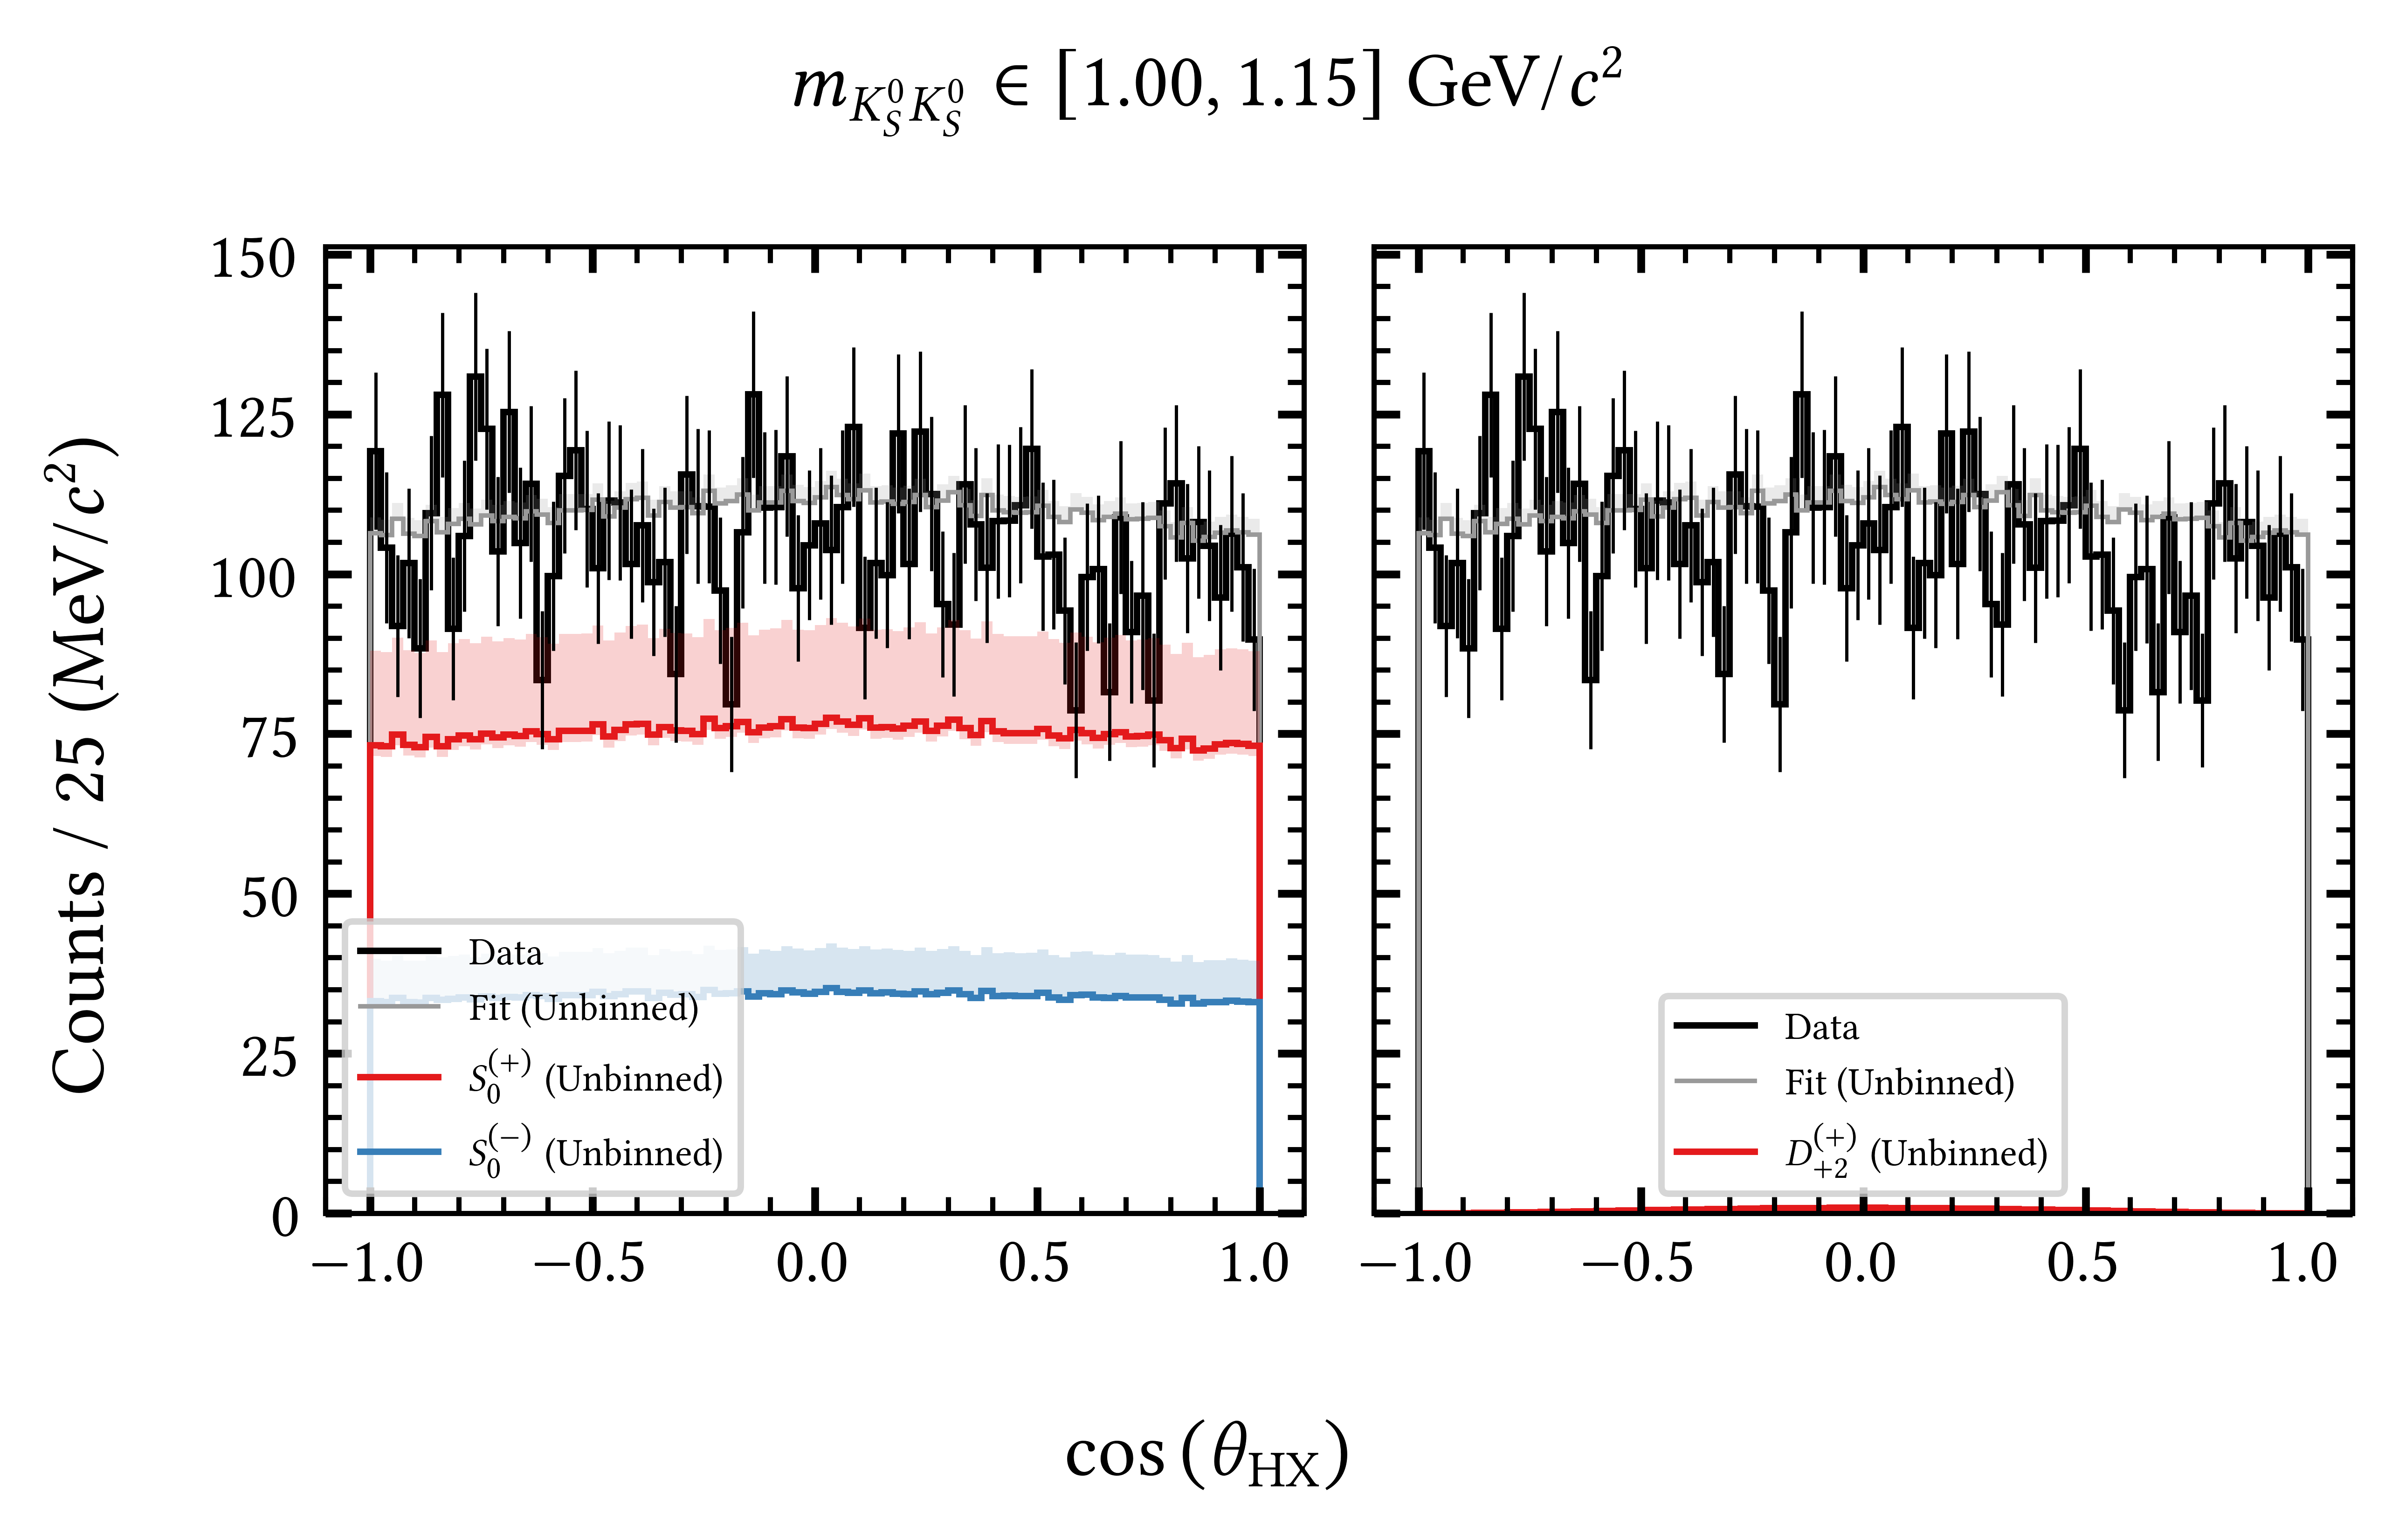 m_{K_S^0 K_S^0} ∈ [1.00, 1.15] GeV/c²
Counts / 25 (MeV/c²)
150
125
100
75
50
25
0
Data
Fit (Unbinned)
S_0^{(+)} (Unbinned)
S_0^{(−)} (Unbinned)
−1.0 −0.5 0.0 0.5 1.0
Data
Fit (Unbinned)
D_{+2}^{(+)} (Unbinned)
−1.0 −0.5 0.0 0.5 1.0
cos (θ_{HX})